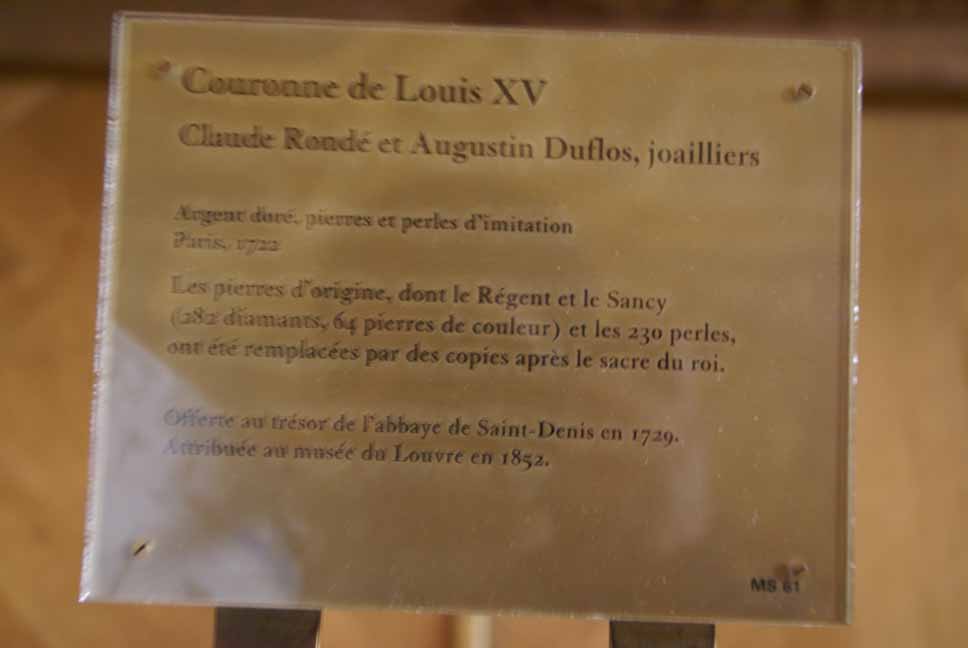 Couronne de Louis XV
Claude Rondé et Augustin Duflos, joailliers
Argent doré, pierres et perles d'imitation
Paris, 1722
Les pierres d'origine, dont le Régent et le Sancy
(282 diamants, 64 pierres de couleur) et les 230 perles,
ont été remplacées par des copies après le sacre du roi.
Offerte au trésor de l'abbaye de Saint-Denis en 1729.
Attribuée au musée du Louvre en 1852.
MS 61